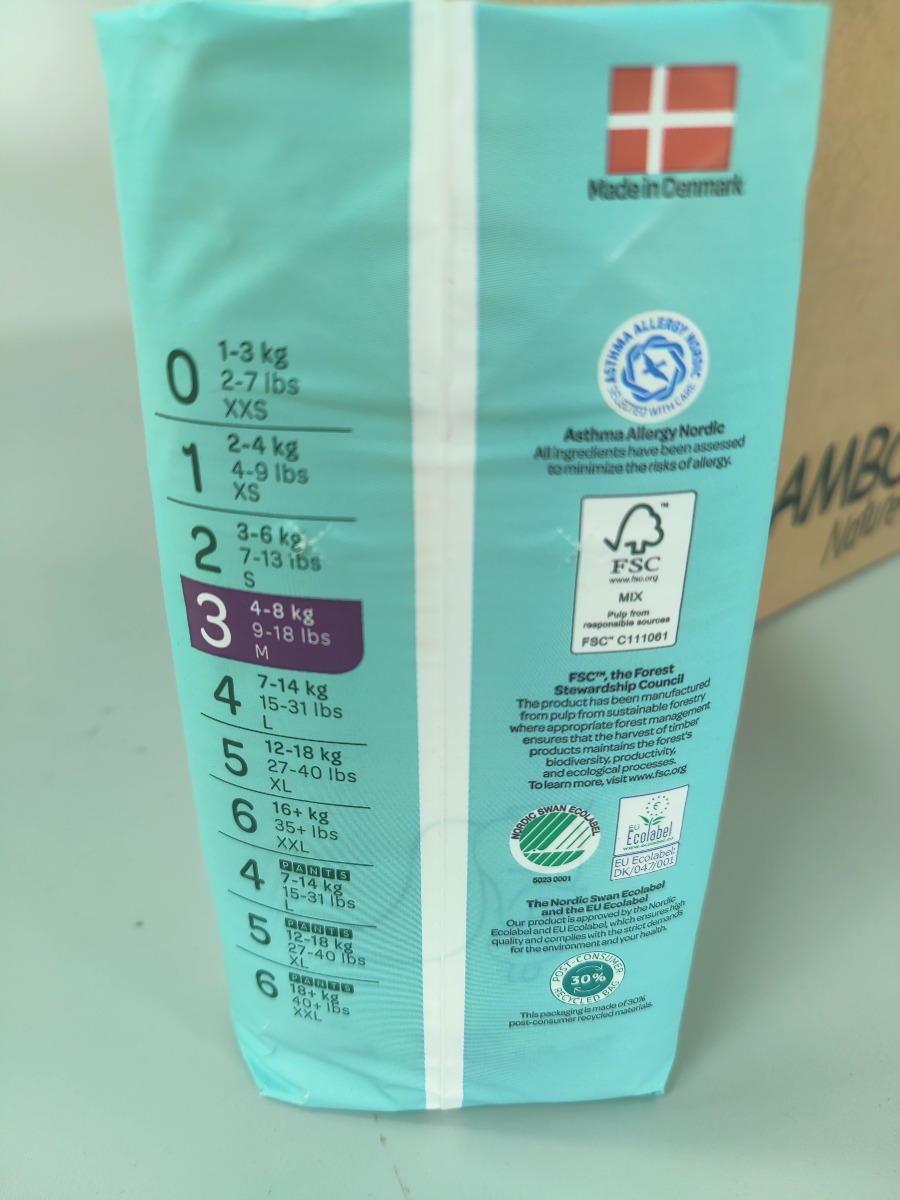 0
1-3 kg
2-7 lbs
XXS
1
2-4 kg
4-9 lbs
XS
2
3-6 kg
7-13 lbs
S
3
4-8 kg
9-18 lbs
M
4
7-14 kg
15-31 lbs
L
5
12-18 kg
27-40 lbs
XL
6
16+ kg
35+ lbs
XXL
4
PANTS
7-14 kg
15-31 lbs
L
5
PANTS
12-18 kg
27-40 lbs
XL
6
PANTS
18+ kg
40+ lbs
XXL
Made in Denmark
ASTHMA ALLERGY NORDIC
SELECTED WITH CARE
Asthma Allergy Nordic
All ingredients have been assessed
to minimize the risks of allergy.
FSC
www.fsc.org
MIX
Pulp from
responsible sources
FSC™ C111061
FSC™, the Forest
Stewardship Council
The product has been manufactured
from pulp from sustainable forestry
where appropriate forest management
ensures that the harvest of timber
products maintains the forest's
biodiversity, productivity,
and ecological processes.
To learn more, visit www.fsc.org
NORDIC SWAN ECOLABEL
5023 0001
EU
Ecolabel
www.ecolabel.eu
EU Ecolabel:
DK/047/001
The Nordic Swan Ecolabel
and the EU Ecolabel
Our product is approved by the Nordic
Ecolabel and EU Ecolabel, which ensures high
quality and complies with the strict demands
for the environment and your health.
POST-CONSUMER
30%
RECYCLED BAG
This packaging is made of 30%
post-consumer recycled materials.
AMBO
Nature